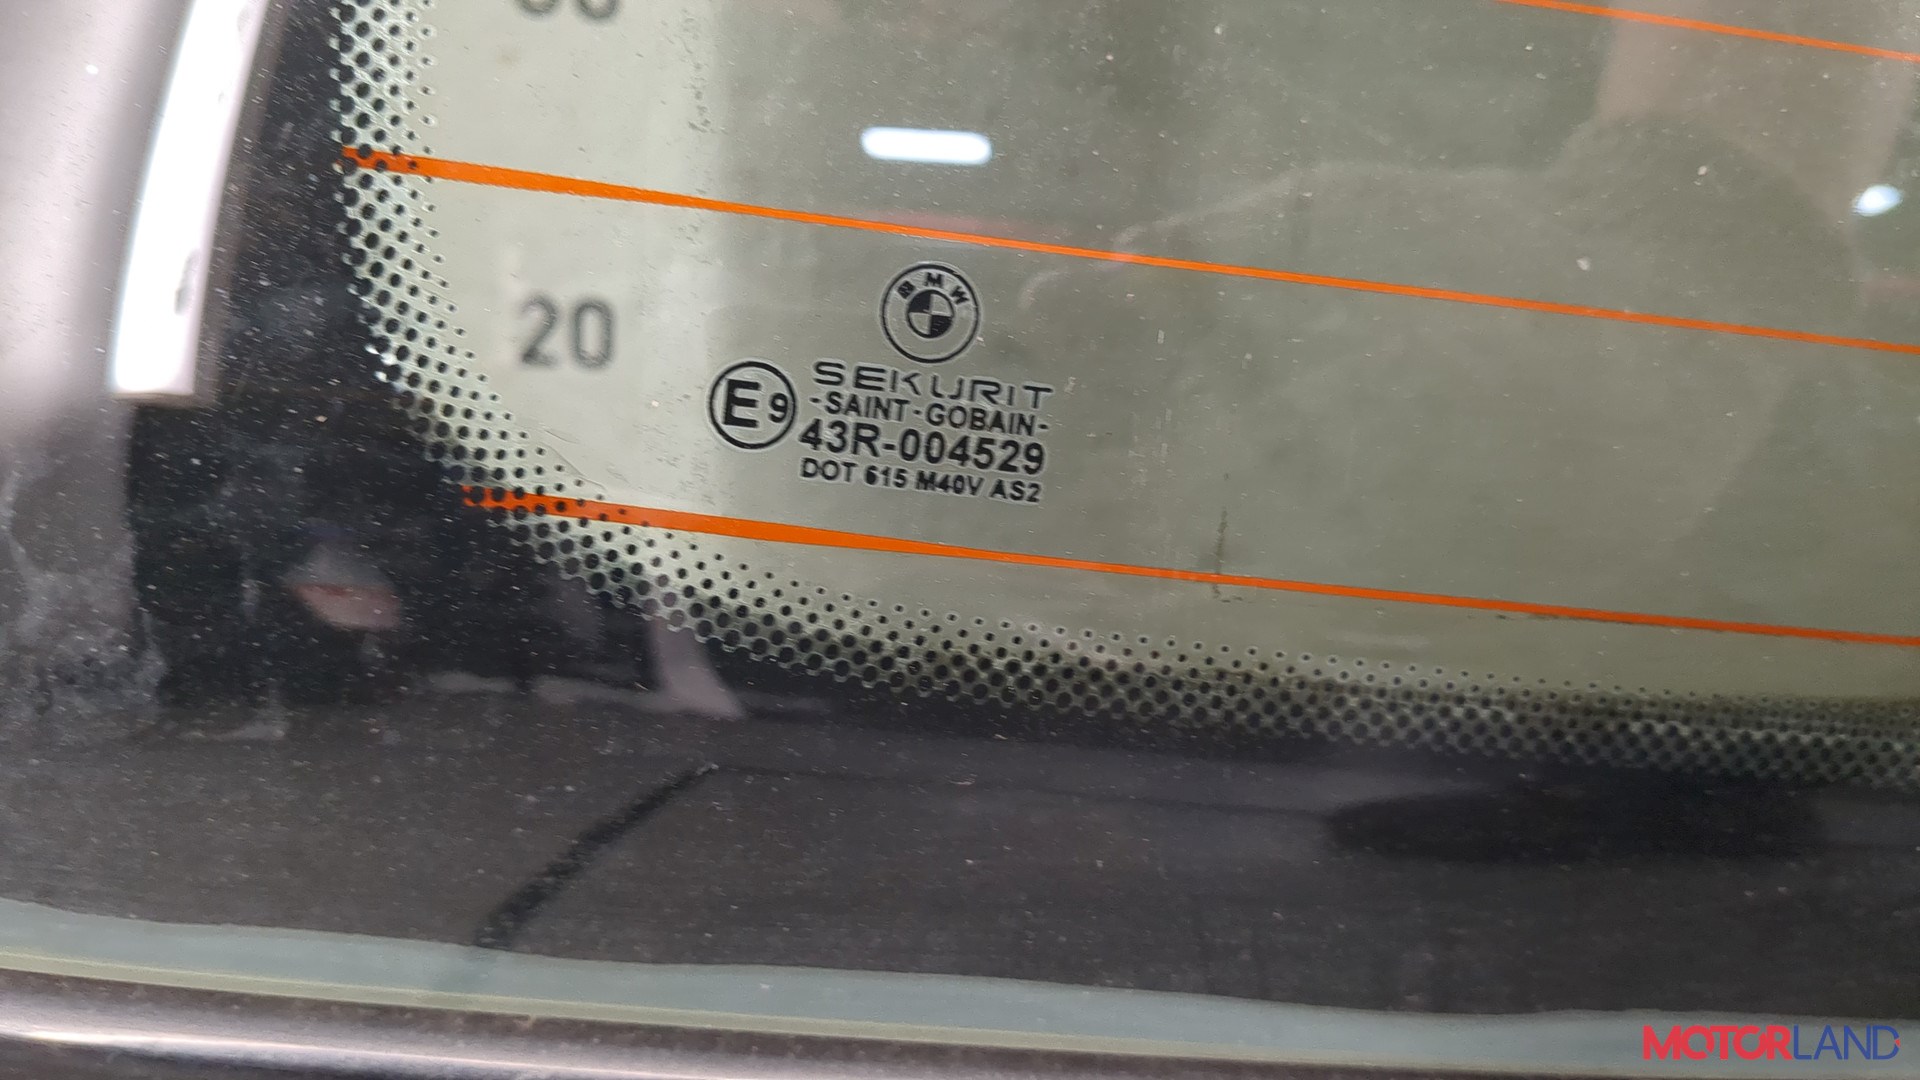 20
BMW
SEKURIT
E9
-SAINT-GOBAIN-
43R-004529
DOT 615 M40V AS2
MOTORLAND